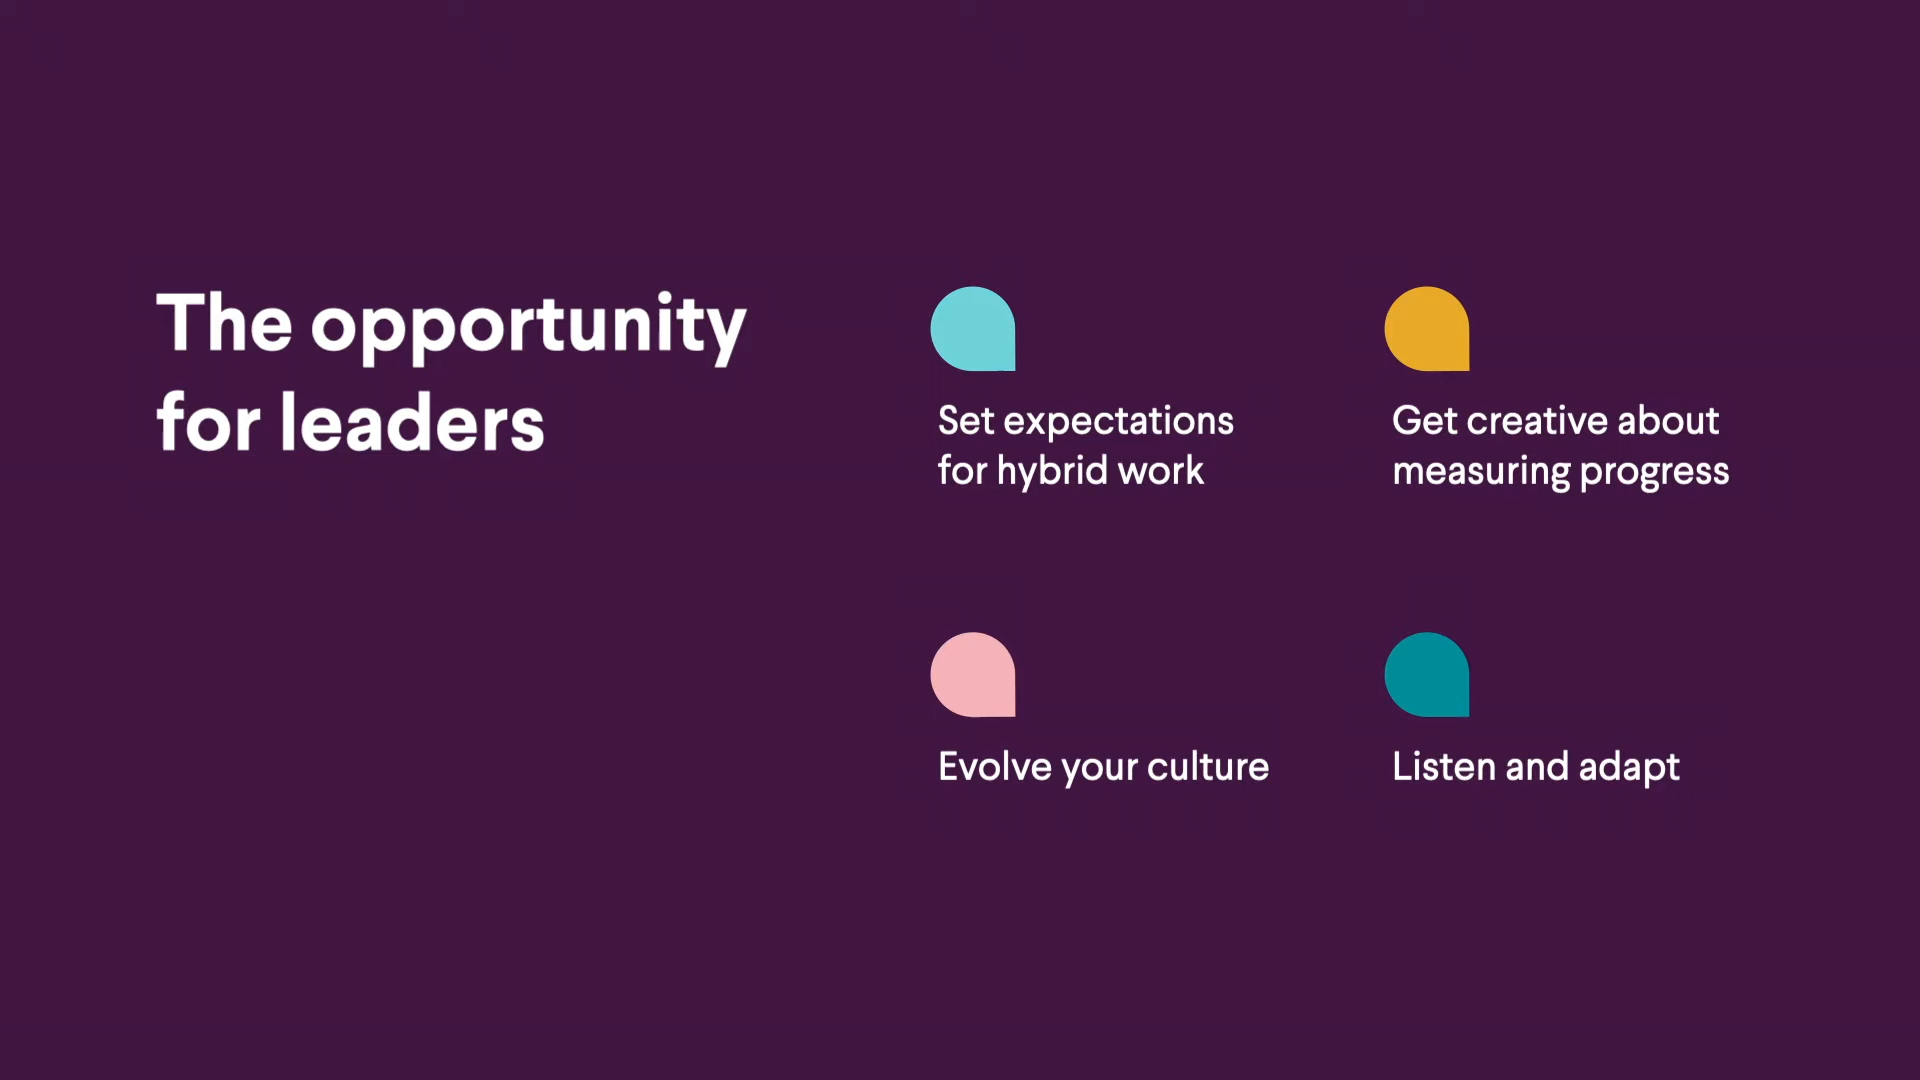 The opportunity
for leaders
Set expectations
for hybrid work
Get creative about
measuring progress
Evolve your culture
Listen and adapt